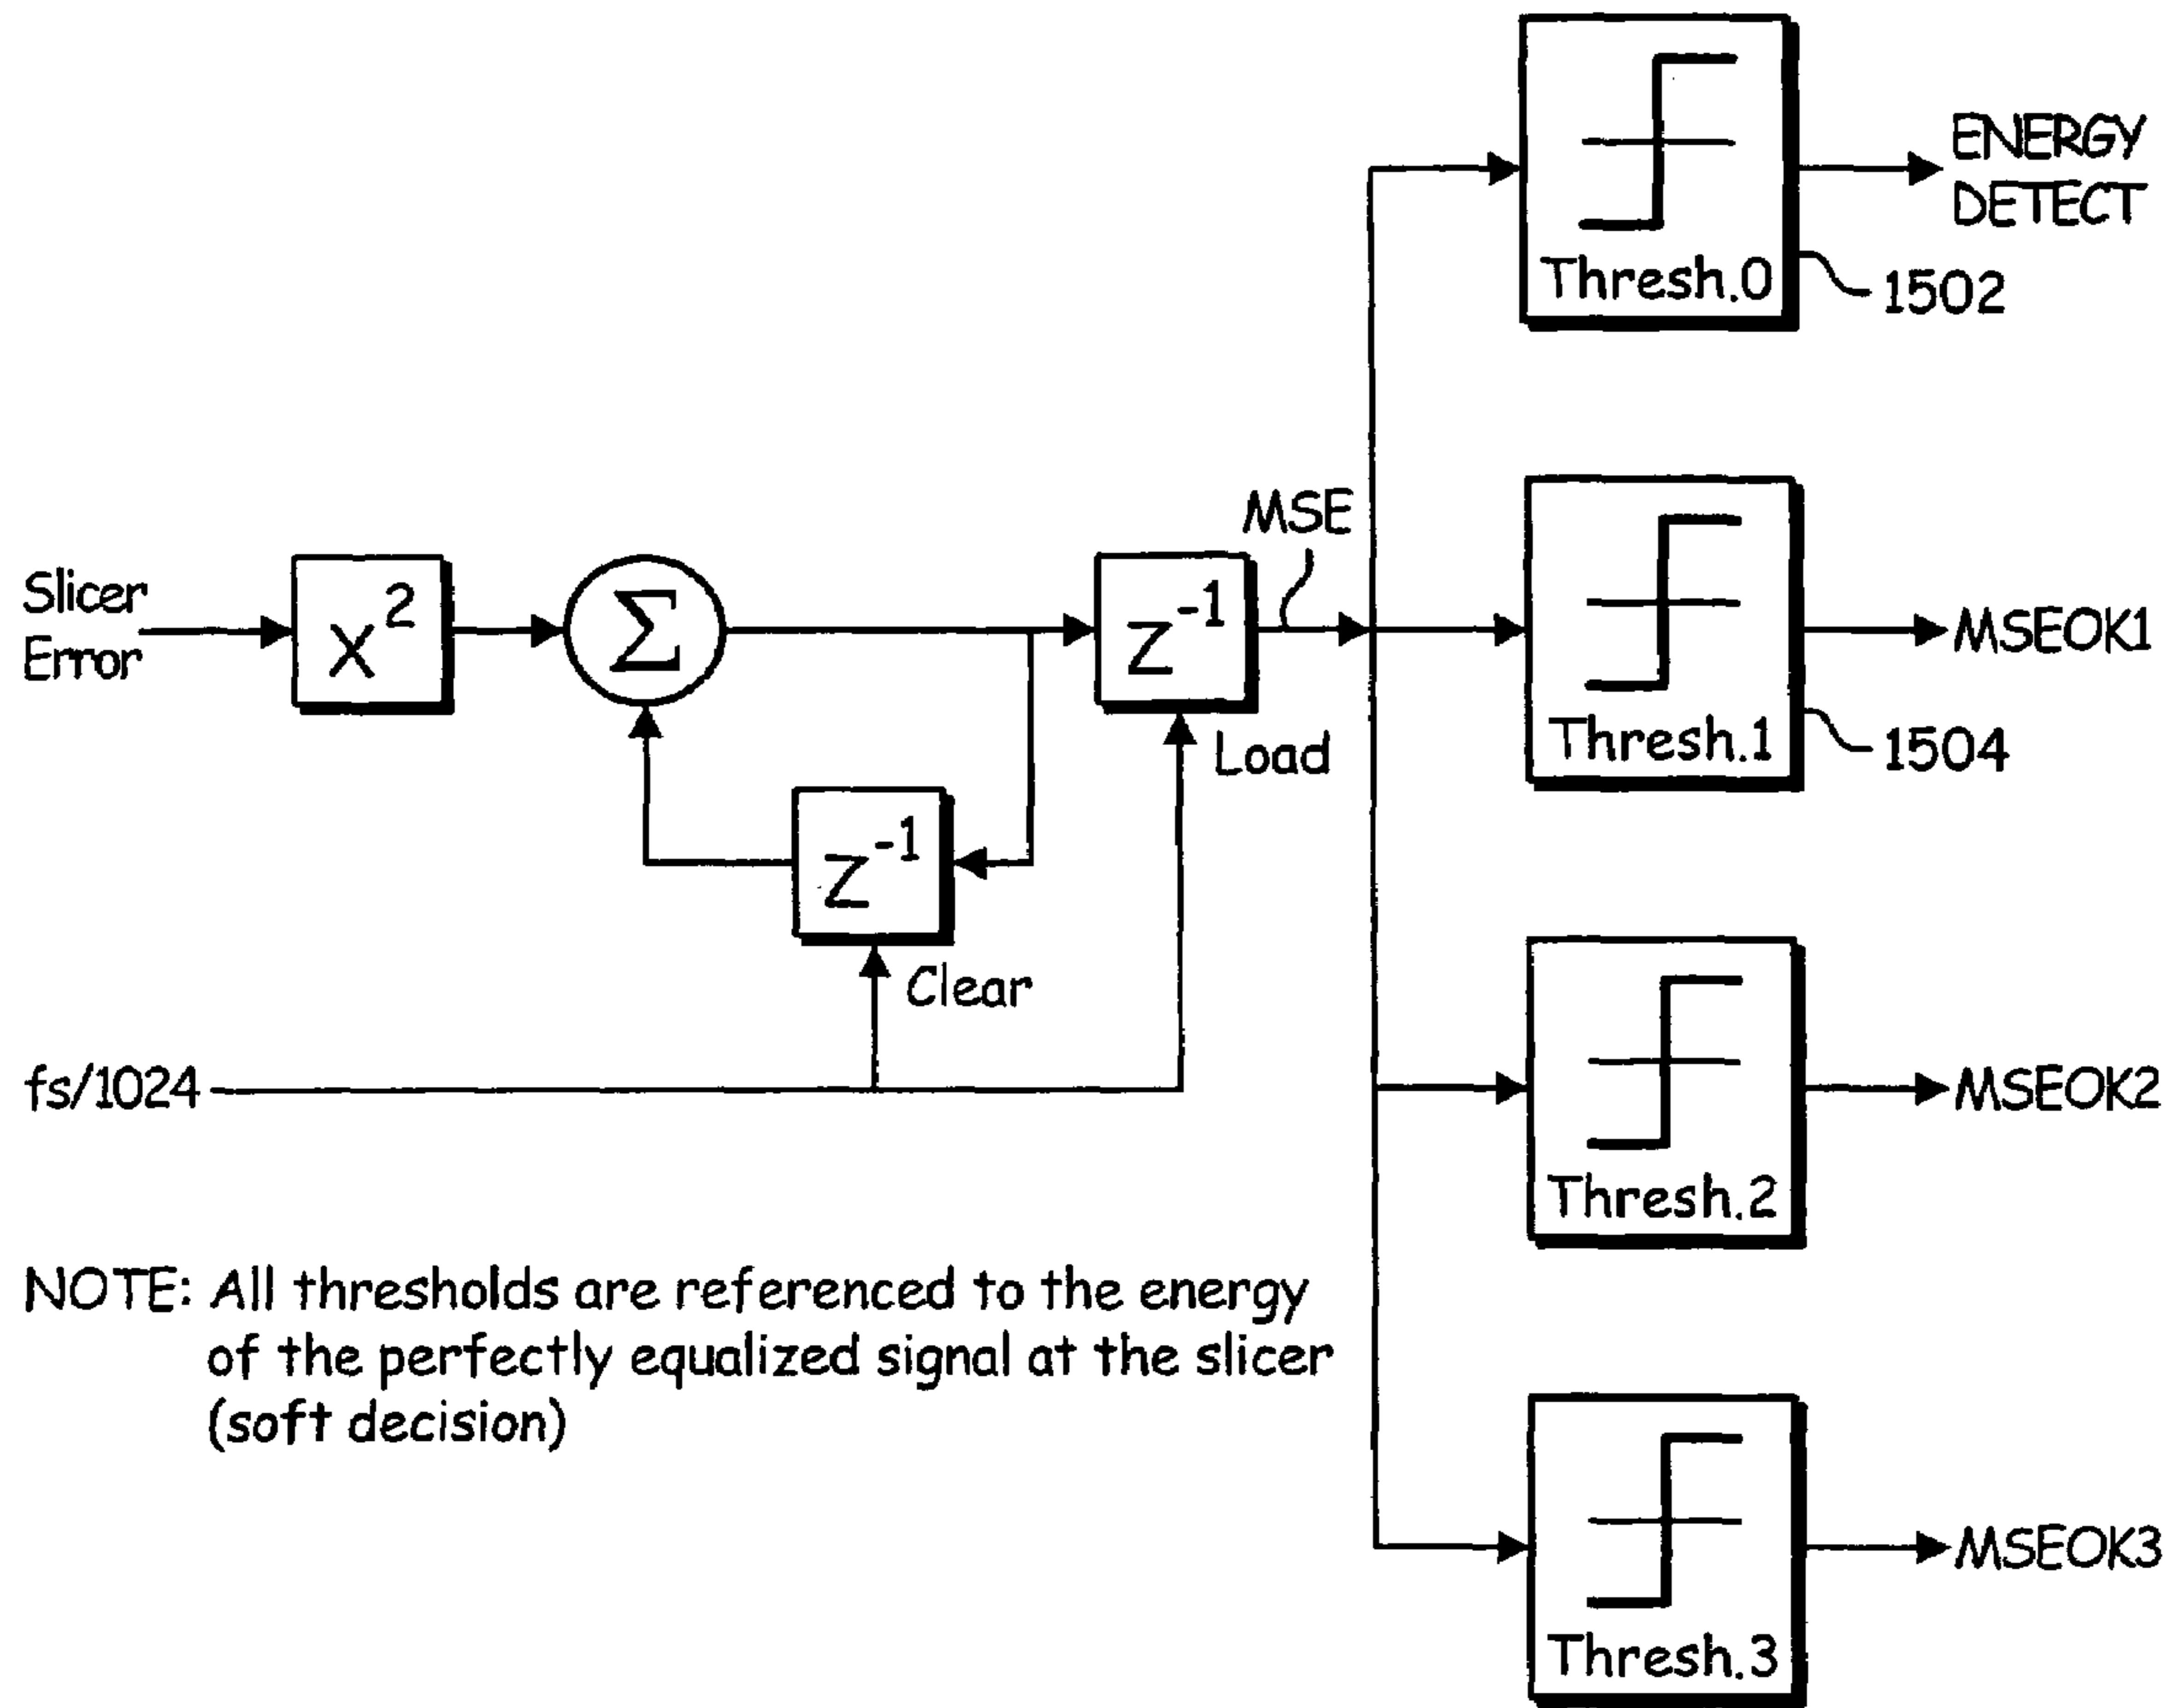 ENERGY
DETECT
Thresh.0
1502
MSE
Slicer
Error
X²
Σ
Z⁻¹
MSEOK1
Load
Thresh.1
1504
Z⁻¹
Clear
fs/1024
MSEOK2
Thresh.2
NOTE: All thresholds are referenced to the energy
of the perfectly equalized signal at the slicer
(soft decision)
MSEOK3
Thresh.3